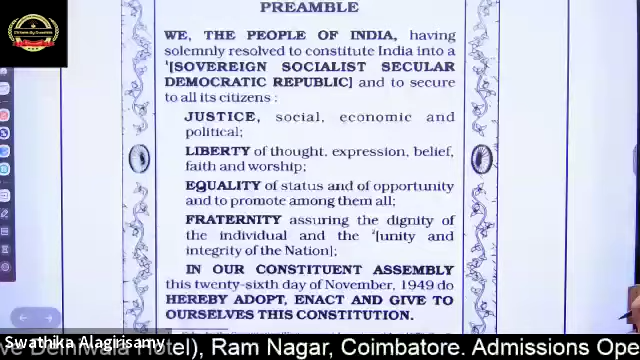 PREAMBLE
WE, THE PEOPLE OF INDIA, having
solemnly resolved to constitute India into a
¹[SOVEREIGN SOCIALIST SECULAR
DEMOCRATIC REPUBLIC] and to secure
to all its citizens :
JUSTICE, social, economic and
political;
LIBERTY of thought, expression, belief,
faith and worship;
EQUALITY of status and of opportunity
and to promote among them all;
FRATERNITY assuring the dignity of
the individual and the ²[unity and
integrity of the Nation];
IN OUR CONSTITUENT ASSEMBLY
this twenty-sixth day of November, 1949 do
HEREBY ADOPT, ENACT AND GIVE TO
OURSELVES THIS CONSTITUTION.
Swathika Alagirisamy
Hotel), Ram Nagar, Coimbatore. Admissions Ope